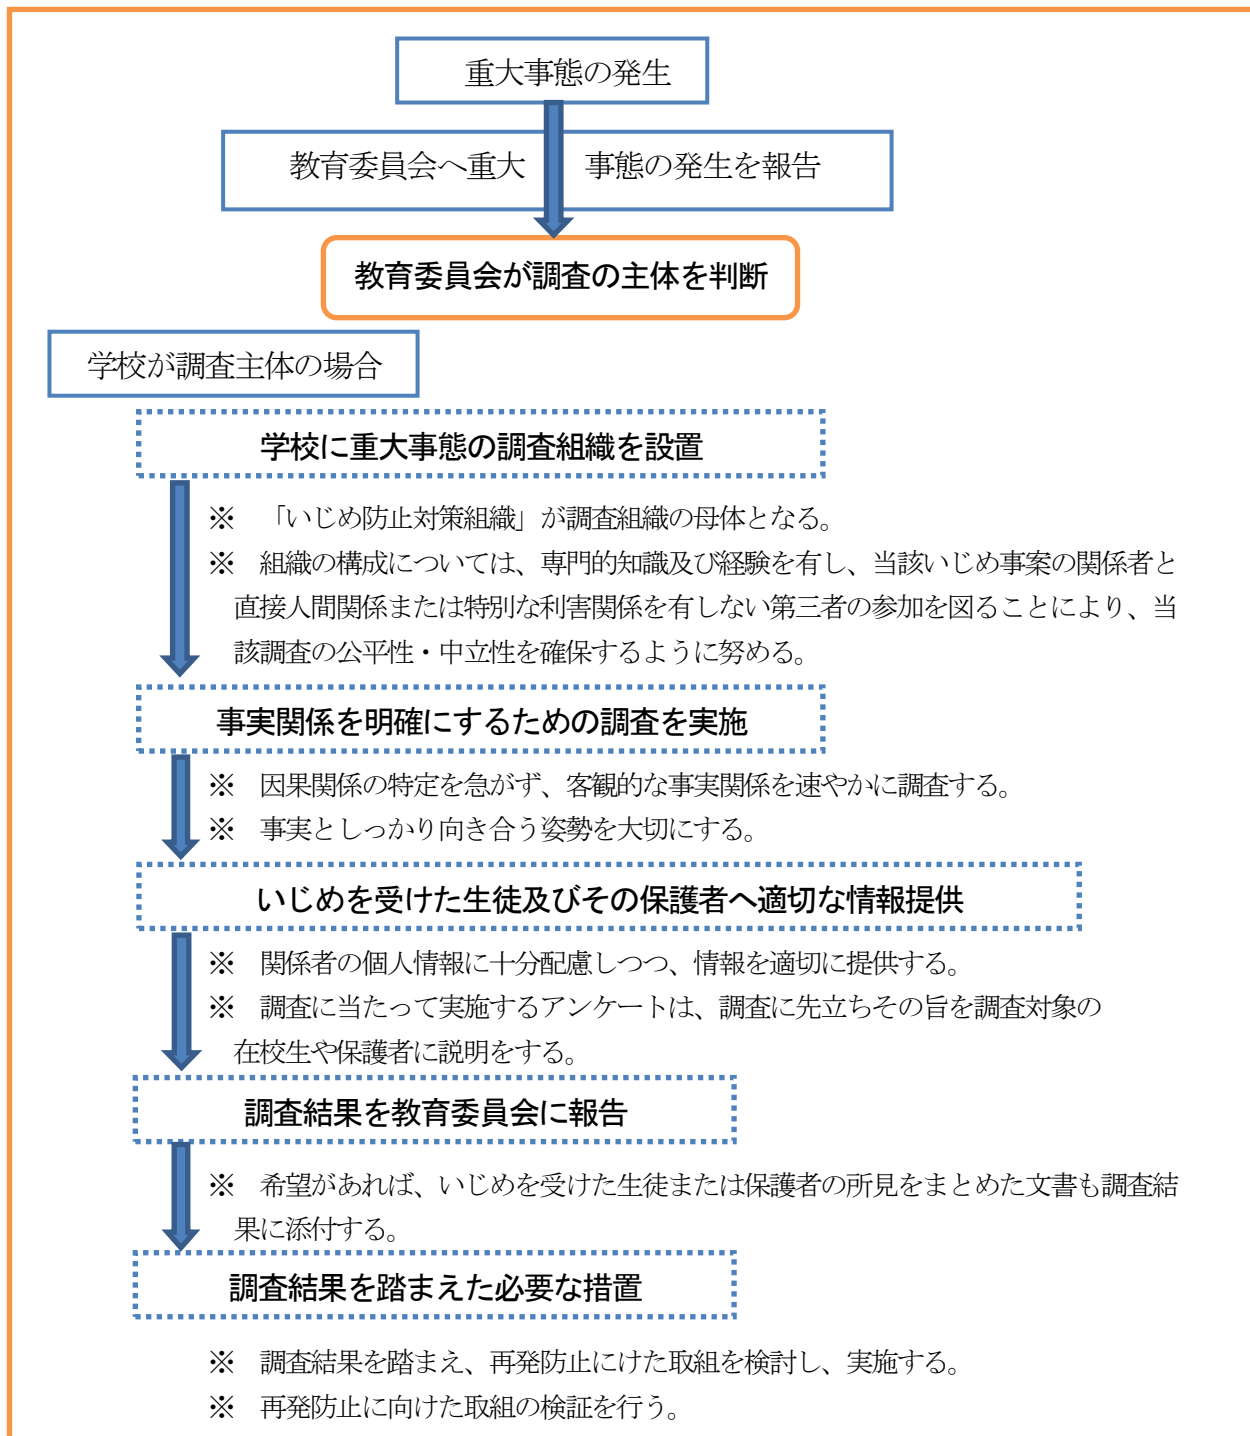 重大事態の発生
教育委員会へ重大 事態の発生を報告
教育委員会が調査の主体を判断
学校が調査主体の場合
学校に重大事態の調査組織を設置
※ 「いじめ防止対策組織」が調査組織の母体となる。
※ 組織の構成については、専門的知識及び経験を有し、当該いじめ事案の関係者と
直接人間関係または特別な利害関係を有しない第三者の参加を図ることにより、当
該調査の公平性・中立性を確保するように努める。
事実関係を明確にするための調査を実施
※ 因果関係の特定を急がず、客観的な事実関係を速やかに調査する。
※ 事実としっかり向き合う姿勢を大切にする。
いじめを受けた生徒及びその保護者へ適切な情報提供
※ 関係者の個人情報に十分配慮しつつ、情報を適切に提供する。
※ 調査に当たって実施するアンケートは、調査に先立ちその旨を調査対象の
在校生や保護者に説明をする。
調査結果を教育委員会に報告
※ 希望があれば、いじめを受けた生徒または保護者の所見をまとめた文書も調査結
果に添付する。
調査結果を踏まえた必要な措置
※ 調査結果を踏まえ、再発防止にけた取組を検討し、実施する。
※ 再発防止に向けた取組の検証を行う。